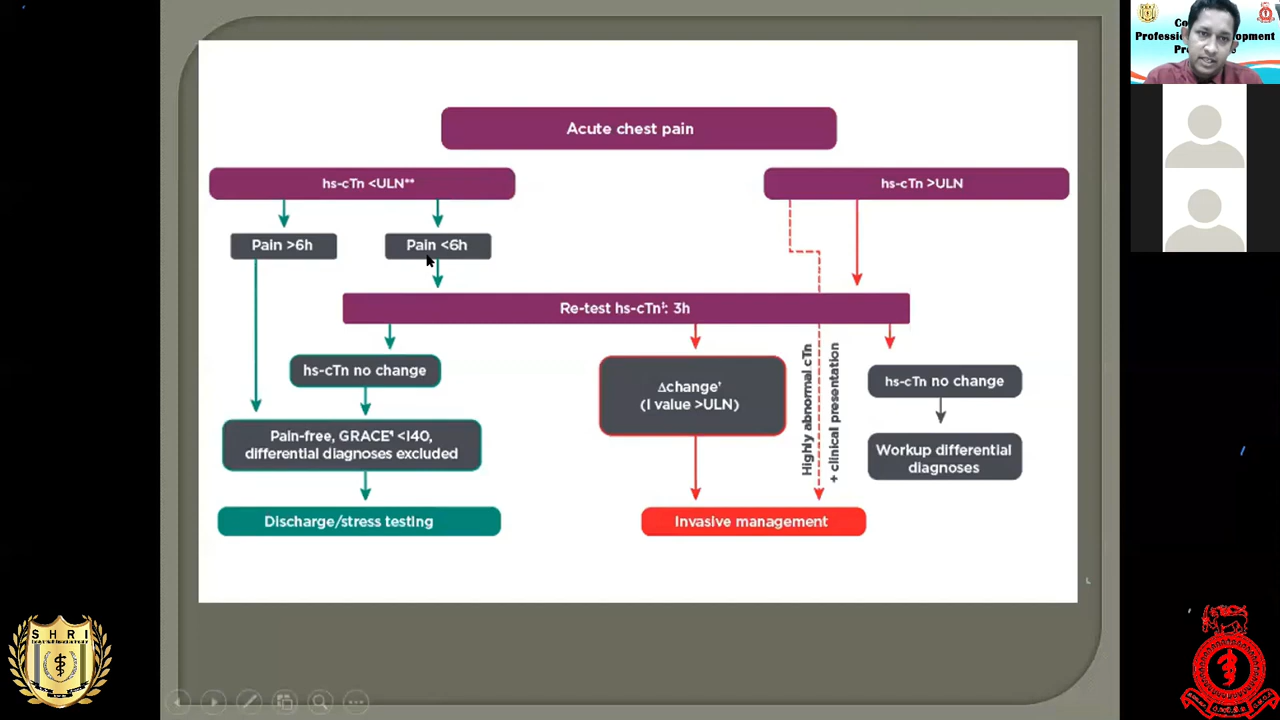 Acute chest pain
hs-cTn <ULN**
hs-cTn >ULN
Pain >6h
Pain <6h
Re-test hs-cTn‡: 3h
hs-cTn no change
Δchange†
(1 value >ULN)
Highly abnormal cTn
+ clinical presentation
hs-cTn no change
Pain-free, GRACE¶ <140,
differential diagnoses excluded
Workup differential
diagnoses
Discharge/stress testing
Invasive management
SHRI